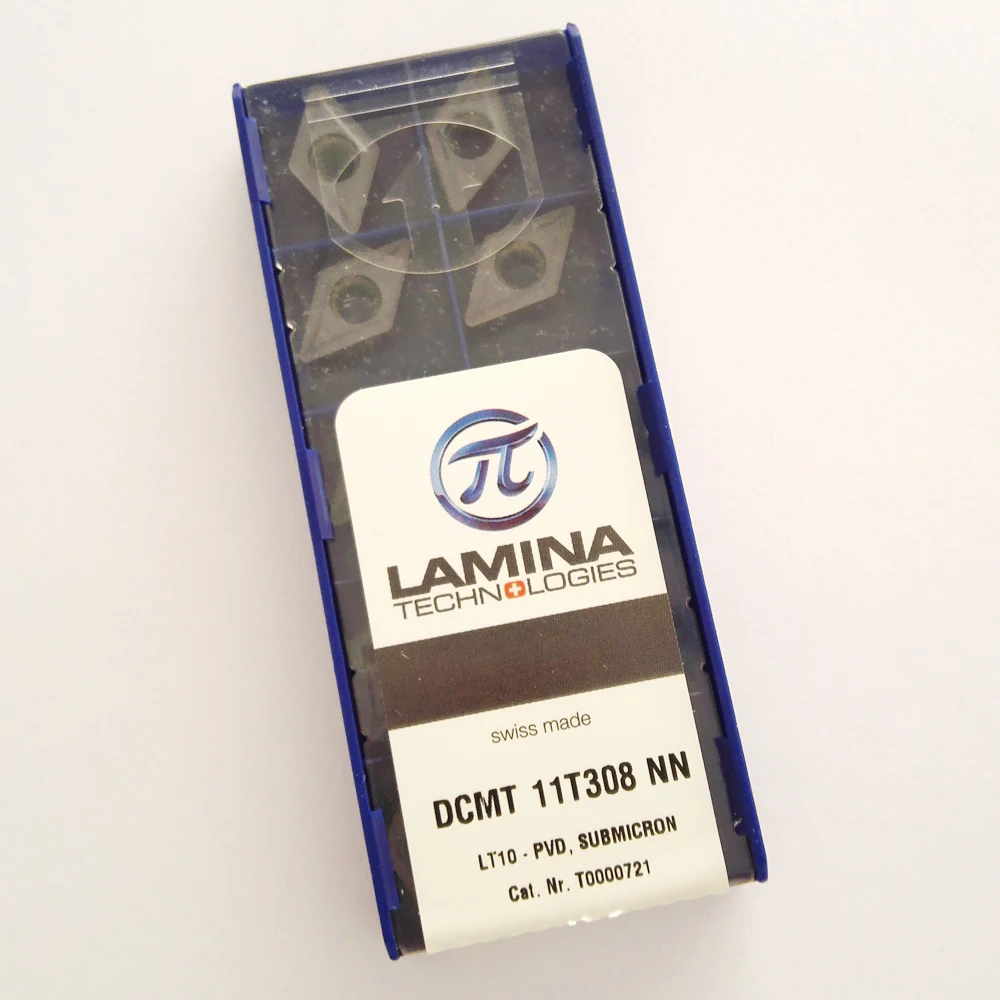 π
LAMINA
TECHNOLOGIES
swiss made
DCMT 11T308 NN
LT10 - PVD, SUBMICRON
Cat. Nr. T0000721